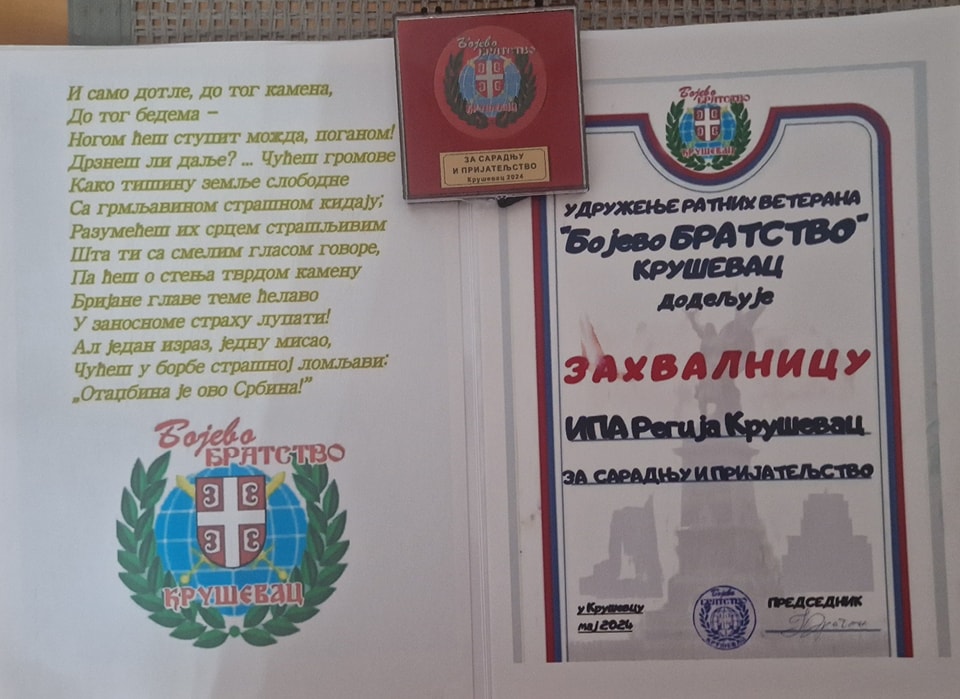 И само дотле, до тог камена,
До тог бедема –
Ногом ћеш ступит можда, поганом!
Дрзнеш ли даље? ... Чућеш громове
Како тишину земље слободне
Са грмљавином страшном кидају;
Разумећеш их срцем страшљивим
Шта ти са смелим гласом говоре,
Па ћеш о стења тврдом камену
Бријане главе теме ћелаво
У заносноме страху лупати!
Ал један израз, једну мисао,
Чућеш у борбе страшној ломљави:
„Отаџбина је ово Србина!”
Бојево
БРАТСТВО
КРУШЕВАЦ
Бојево
БРАТСТВО
КРУШЕВАЦ
ЗА САРАДЊУ
И ПРИЈАТЕЉСТВО
Крушевац 2024
Бојево
БРАТСТВО
КРУШЕВАЦ
УДРУЖЕЊЕ РАТНИХ ВЕТЕРАНА
"Бојево БРАТСТВО"
КРУШЕВАЦ
додељује
ЗАХВАЛНИЦУ
ИПА Регија Крушевац
ЗА САРАДЊУ И ПРИЈАТЕЉСТВО
у Крушевцу
мај 2024
Бојево
БРАТСТВО
КРУШЕВАЦ
ПРЕДСЕДНИК